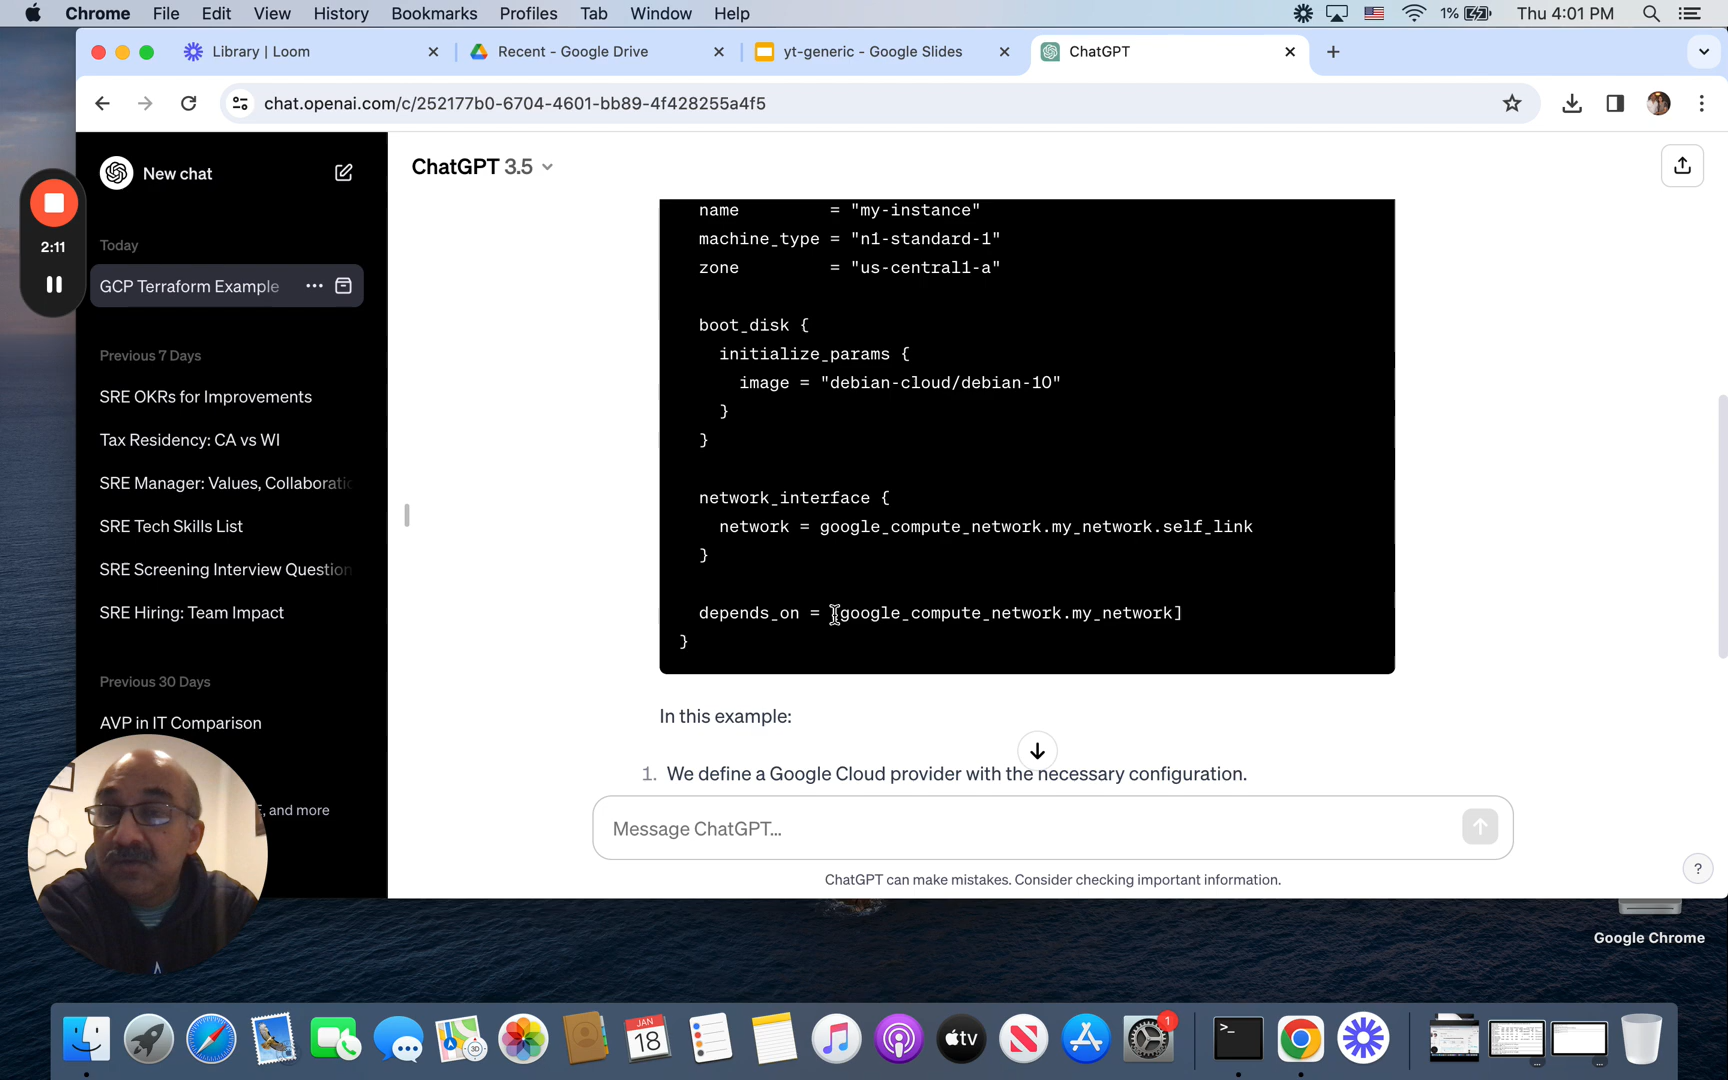 Chrome File Edit View History Bookmarks Profiles Tab Window Help 1% Thu 4:01 PM
Library | Loom Recent - Google Drive yt-generic - Google Slides ChatGPT
chat.openai.com/c/252177b0-6704-4601-bb89-4f428255a4f5
New chat
ChatGPT 3.5
2:11
Today
GCP Terraform Example
Previous 7 Days
SRE OKRs for Improvements
Tax Residency: CA vs WI
SRE Manager: Values, Collaboratic
SRE Tech Skills List
SRE Screening Interview Question
SRE Hiring: Team Impact
Previous 30 Days
AVP in IT Comparison
E, and more
name = "my-instance"
machine_type = "n1-standard-1"
zone = "us-central1-a"
boot_disk {
initialize_params {
image = "debian-cloud/debian-10"
}
}
network_interface {
network = google_compute_network.my_network.self_link
}
depends_on = [google_compute_network.my_network]
}
In this example:
1. We define a Google Cloud provider with the necessary configuration.
Message ChatGPT...
ChatGPT can make mistakes. Consider checking important information.
?
Google Chrome
JAN
18
3D
tv
1
>_